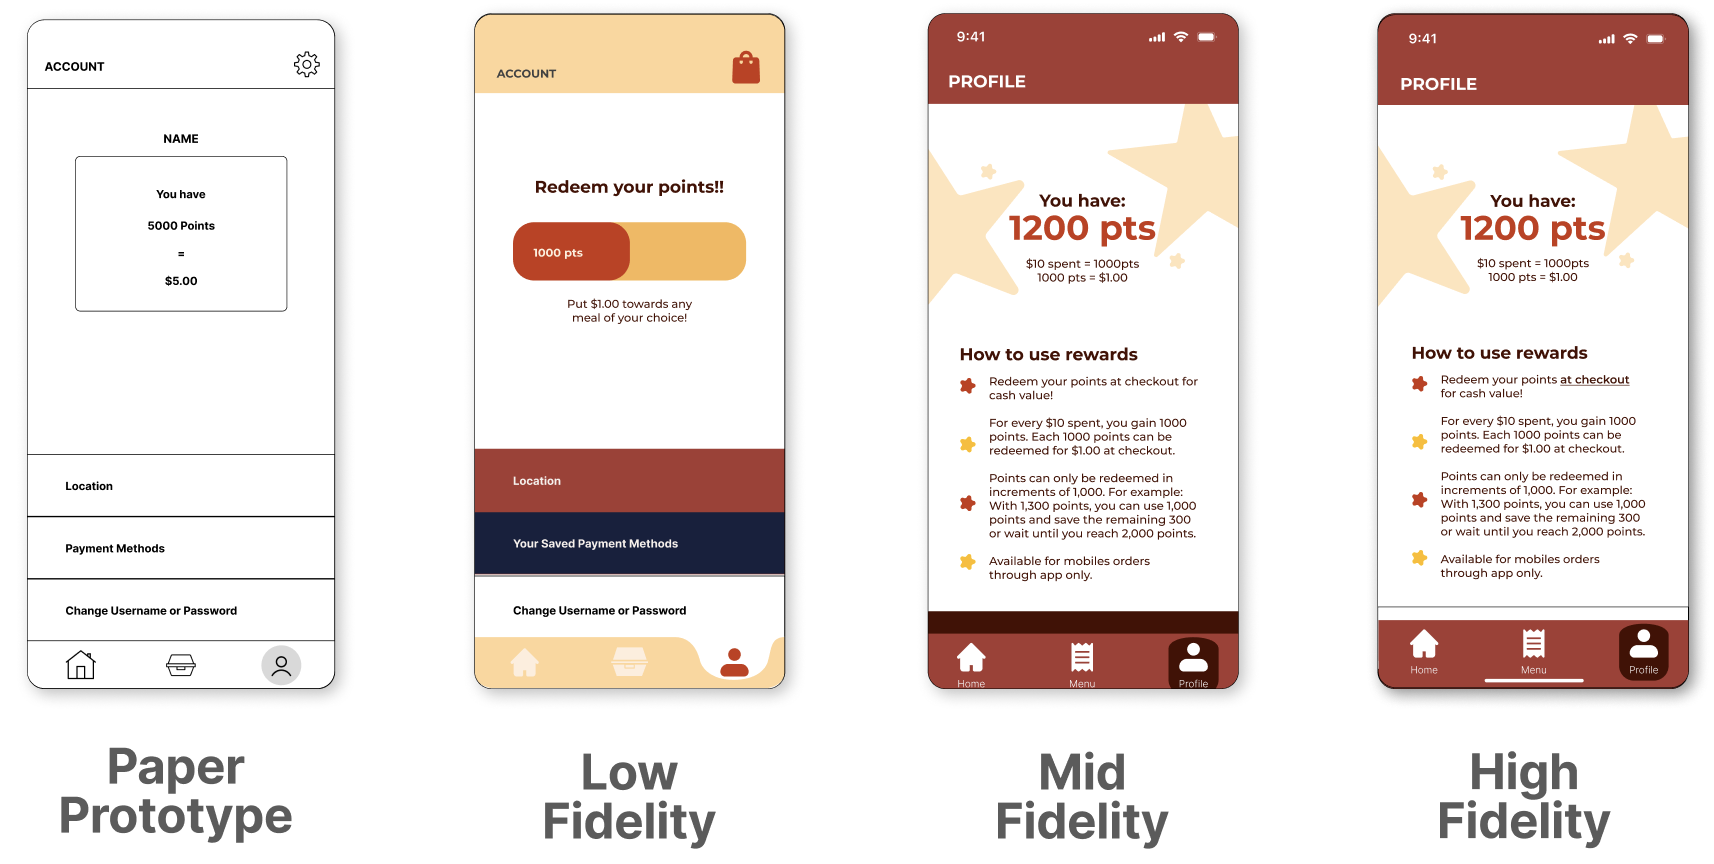 ACCOUNT
NAME
You have
5000 Points
=
$5.00
Location
Payment Methods
Change Username or Password
Paper
Prototype
ACCOUNT
Redeem your points!!
1000 pts
Put $1.00 towards any
meal of your choice!
Location
Your Saved Payment Methods
Change Username or Password
Low
Fidelity
9:41
PROFILE
You have:
1200 pts
$10 spent = 1000pts
1000 pts = $1.00
How to use rewards
Redeem your points at checkout for
cash value!
For every $10 spent, you gain 1000
points. Each 1000 points can be
redeemed for $1.00 at checkout.
Points can only be redeemed in
increments of 1,000. For example:
With 1,300 points, you can use 1,000
points and save the remaining 300
or wait until you reach 2,000 points.
Available for mobiles orders
through app only.
Home
Menu
Profile
Mid
Fidelity
9:41
PROFILE
You have:
1200 pts
$10 spent = 1000pts
1000 pts = $1.00
How to use rewards
Redeem your points at checkout
for cash value!
For every $10 spent, you gain 1000
points. Each 1000 points can be
redeemed for $1.00 at checkout.
Points can only be redeemed in
increments of 1,000. For example:
With 1,300 points, you can use 1,000
points and save the remaining 300
or wait until you reach 2,000 points.
Available for mobiles orders
through app only.
Home
Menu
Profile
High
Fidelity